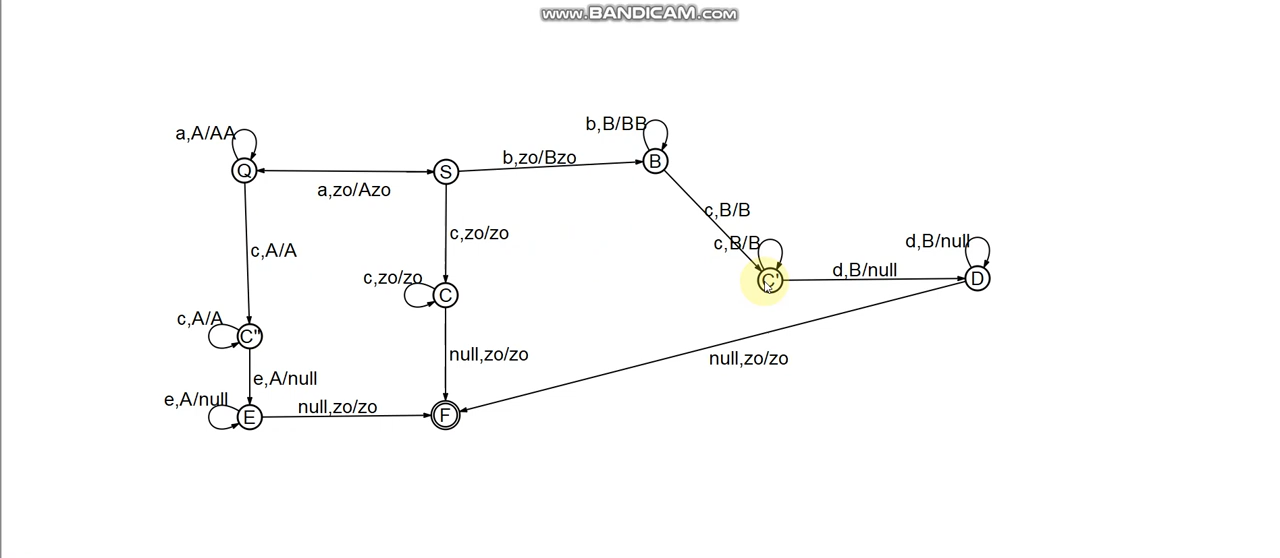 www.BANDICAM.com
b,B/BB
a,A/AA
b,zo/Bzo
B
Q
S
a,zo/Azo
c,B/B
c,zo/zo
c,B/B
d,B/null
c,A/A
d,B/null
c,zo/zo
C'
D
C
c,A/A
C"
null,zo/zo
null,zo/zo
e,A/null
e,A/null
null,zo/zo
E
F